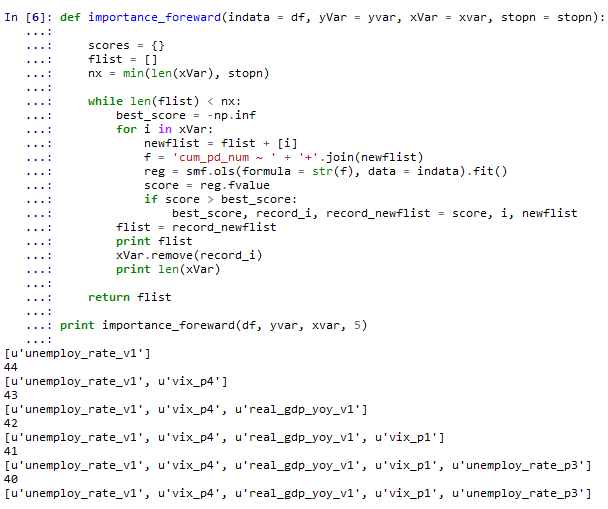 In [6]: def importance_foreward(indata = df, yVar = yvar, xVar = xvar, stopn = stopn):
   ...:
   ...:     scores = {}
   ...:     flist = []
   ...:     nx = min(len(xVar), stopn)
   ...:
   ...:     while len(flist) < nx:
   ...:         best_score = -np.inf
   ...:         for i in xVar:
   ...:             newflist = flist + [i]
   ...:             f = 'cum_pd_num ~ ' + '+'.join(newflist)
   ...:             reg = smf.ols(formula = str(f), data = indata).fit()
   ...:             score = reg.fvalue
   ...:             if score > best_score:
   ...:                 best_score, record_i, record_newflist = score, i, newflist
   ...:         flist = record_newflist
   ...:         print flist
   ...:         xVar.remove(record_i)
   ...:         print len(xVar)
   ...:
   ...:     return flist
   ...:
   ...: print importance_foreward(df, yvar, xvar, 5)
   ...:
[u'unemploy_rate_v1']
44
[u'unemploy_rate_v1', u'vix_p4']
43
[u'unemploy_rate_v1', u'vix_p4', u'real_gdp_yoy_v1']
42
[u'unemploy_rate_v1', u'vix_p4', u'real_gdp_yoy_v1', u'vix_p1']
41
[u'unemploy_rate_v1', u'vix_p4', u'real_gdp_yoy_v1', u'vix_p1', u'unemploy_rate_p3']
40
[u'unemploy_rate_v1', u'vix_p4', u'real_gdp_yoy_v1', u'vix_p1', u'unemploy_rate_p3']